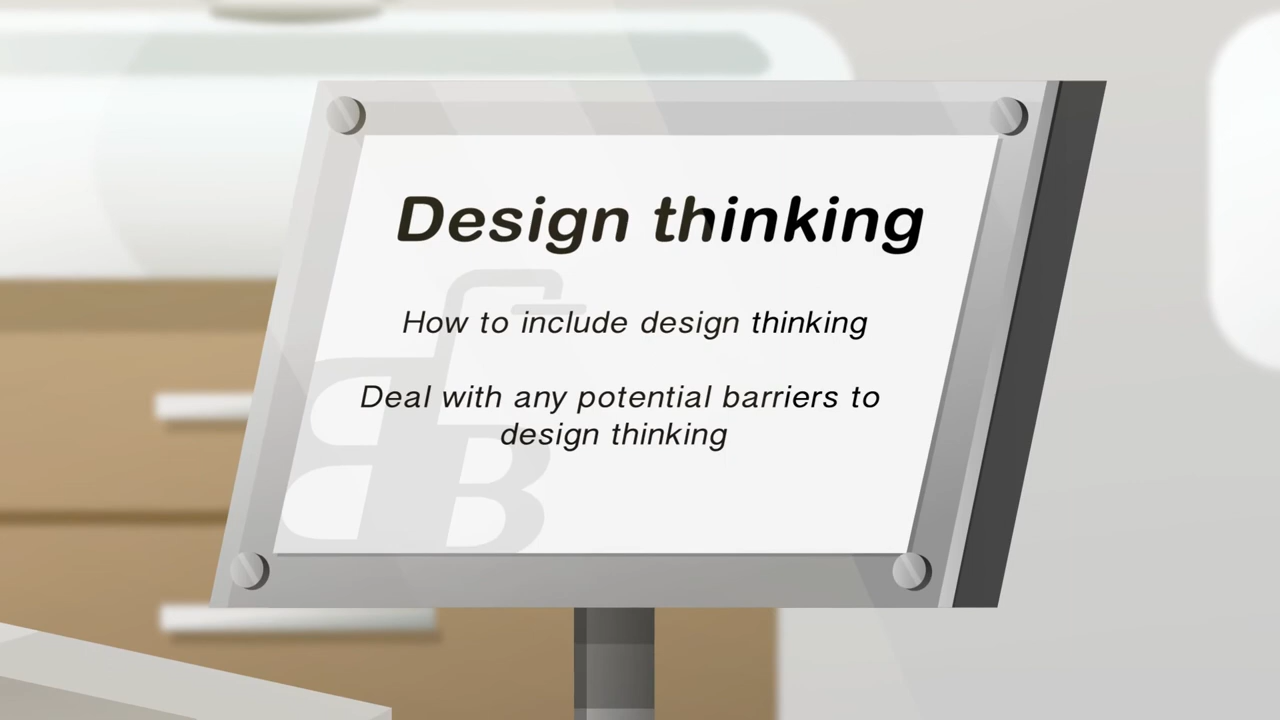 Design thinking
How to include design thinking
Deal with any potential barriers to
design thinking